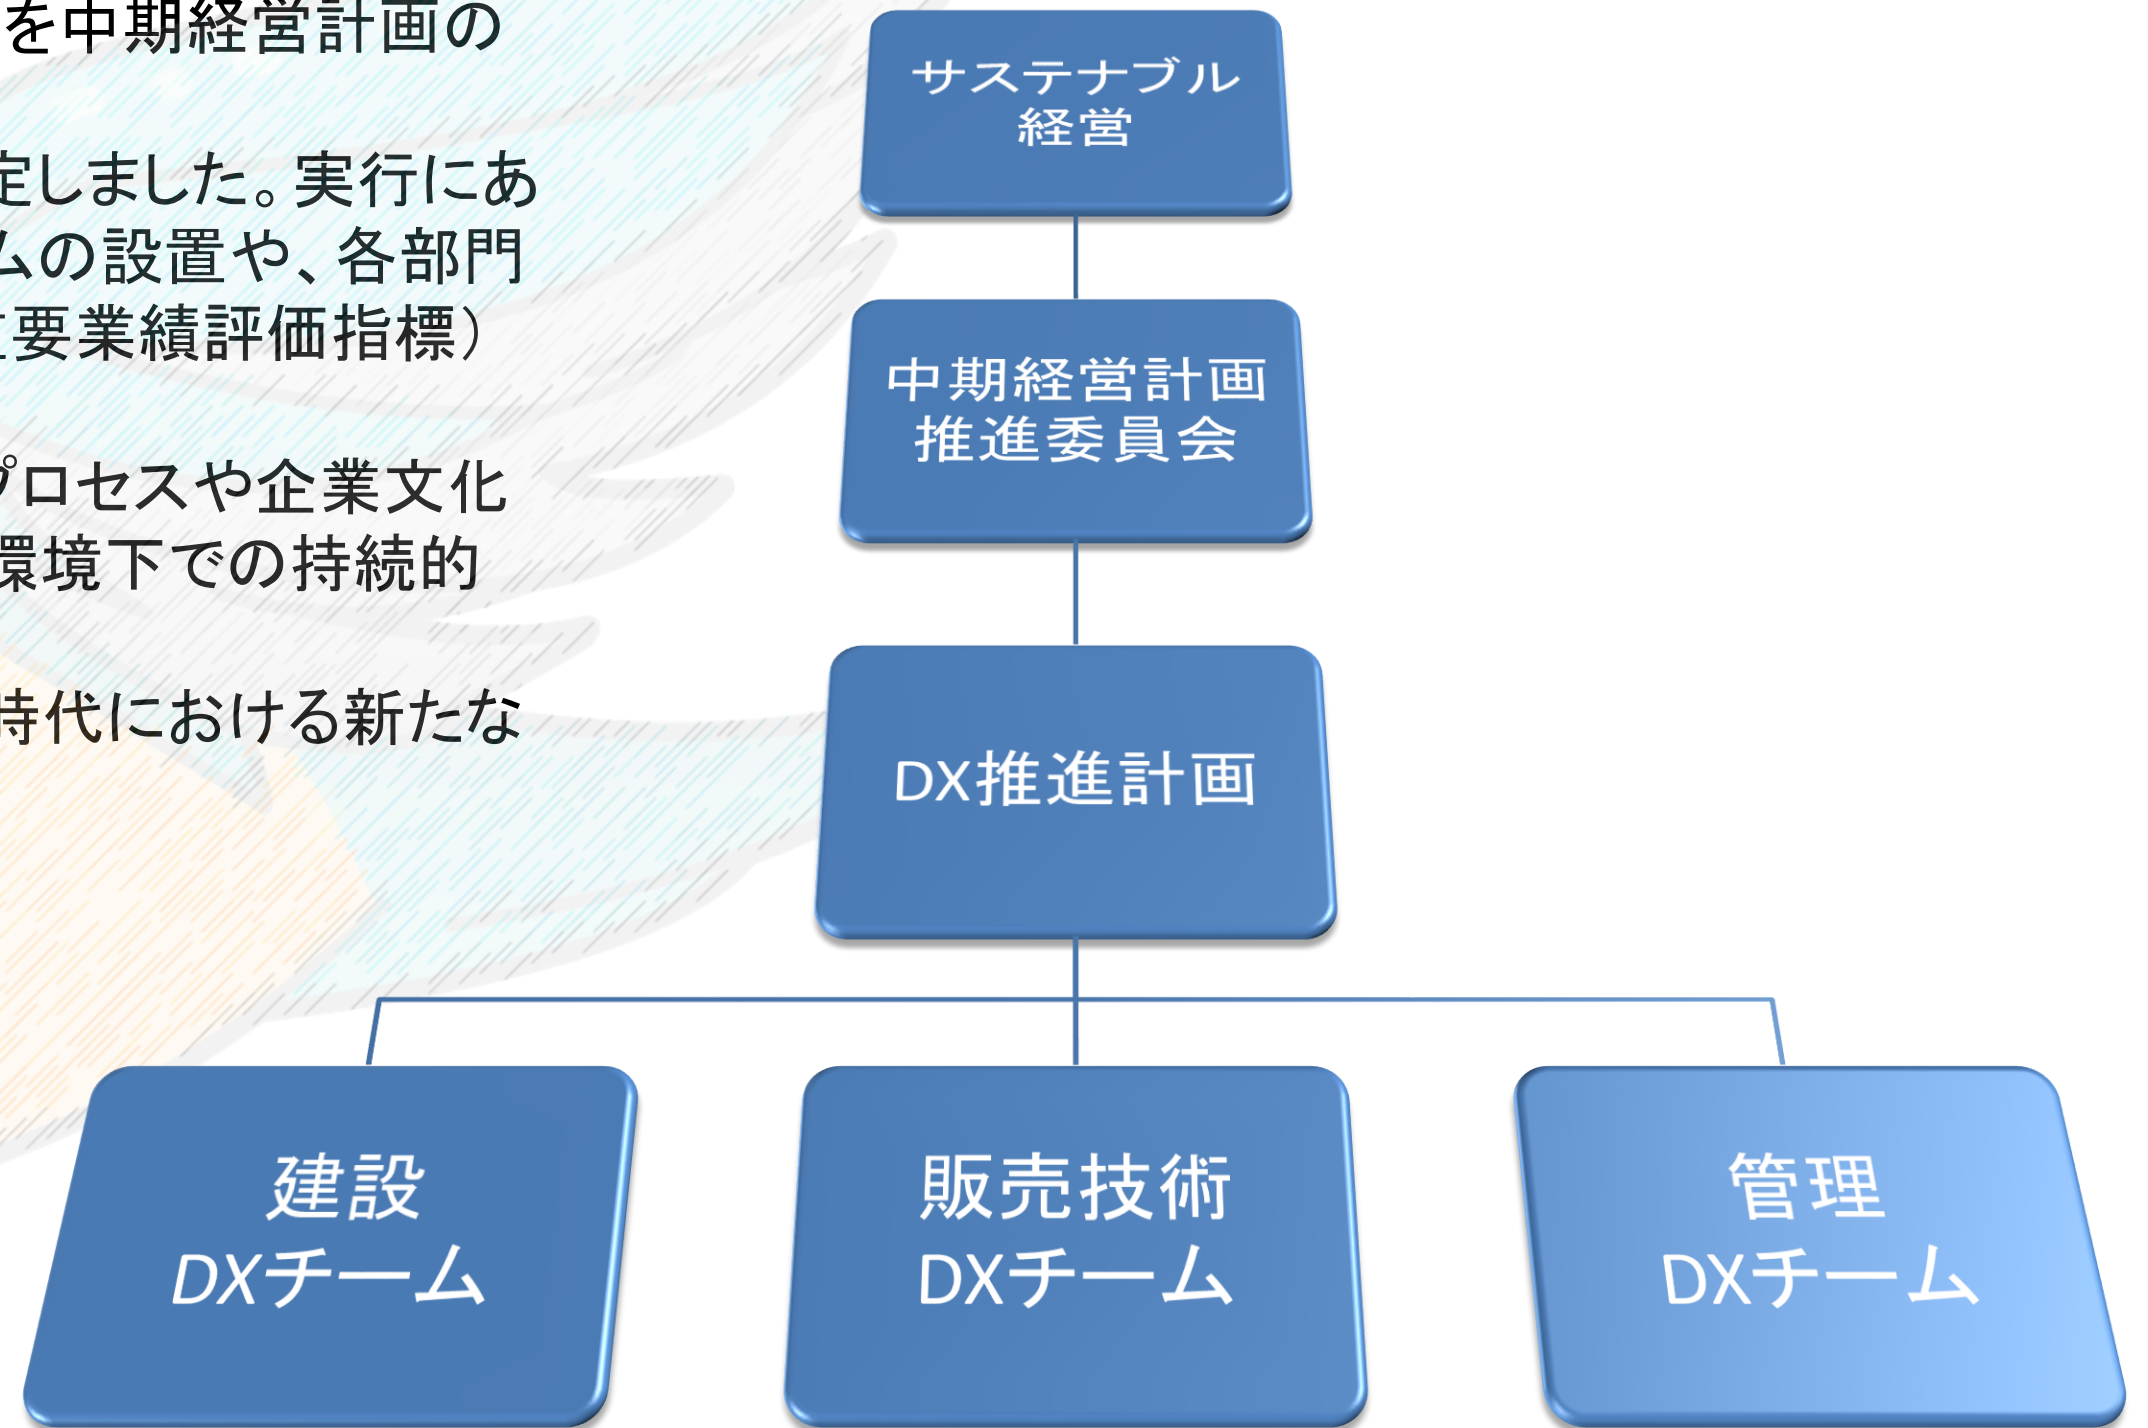 を中期経営計画の
定しました。実行にあ
ムの設置や、各部門
要業績評価指標）
プロセスや企業文化
環境下での持続的
時代における新たな
サステナブル
経営
中期経営計画
推進委員会
DX推進計画
建設
DXチーム
販売技術
DXチーム
管理
DXチーム